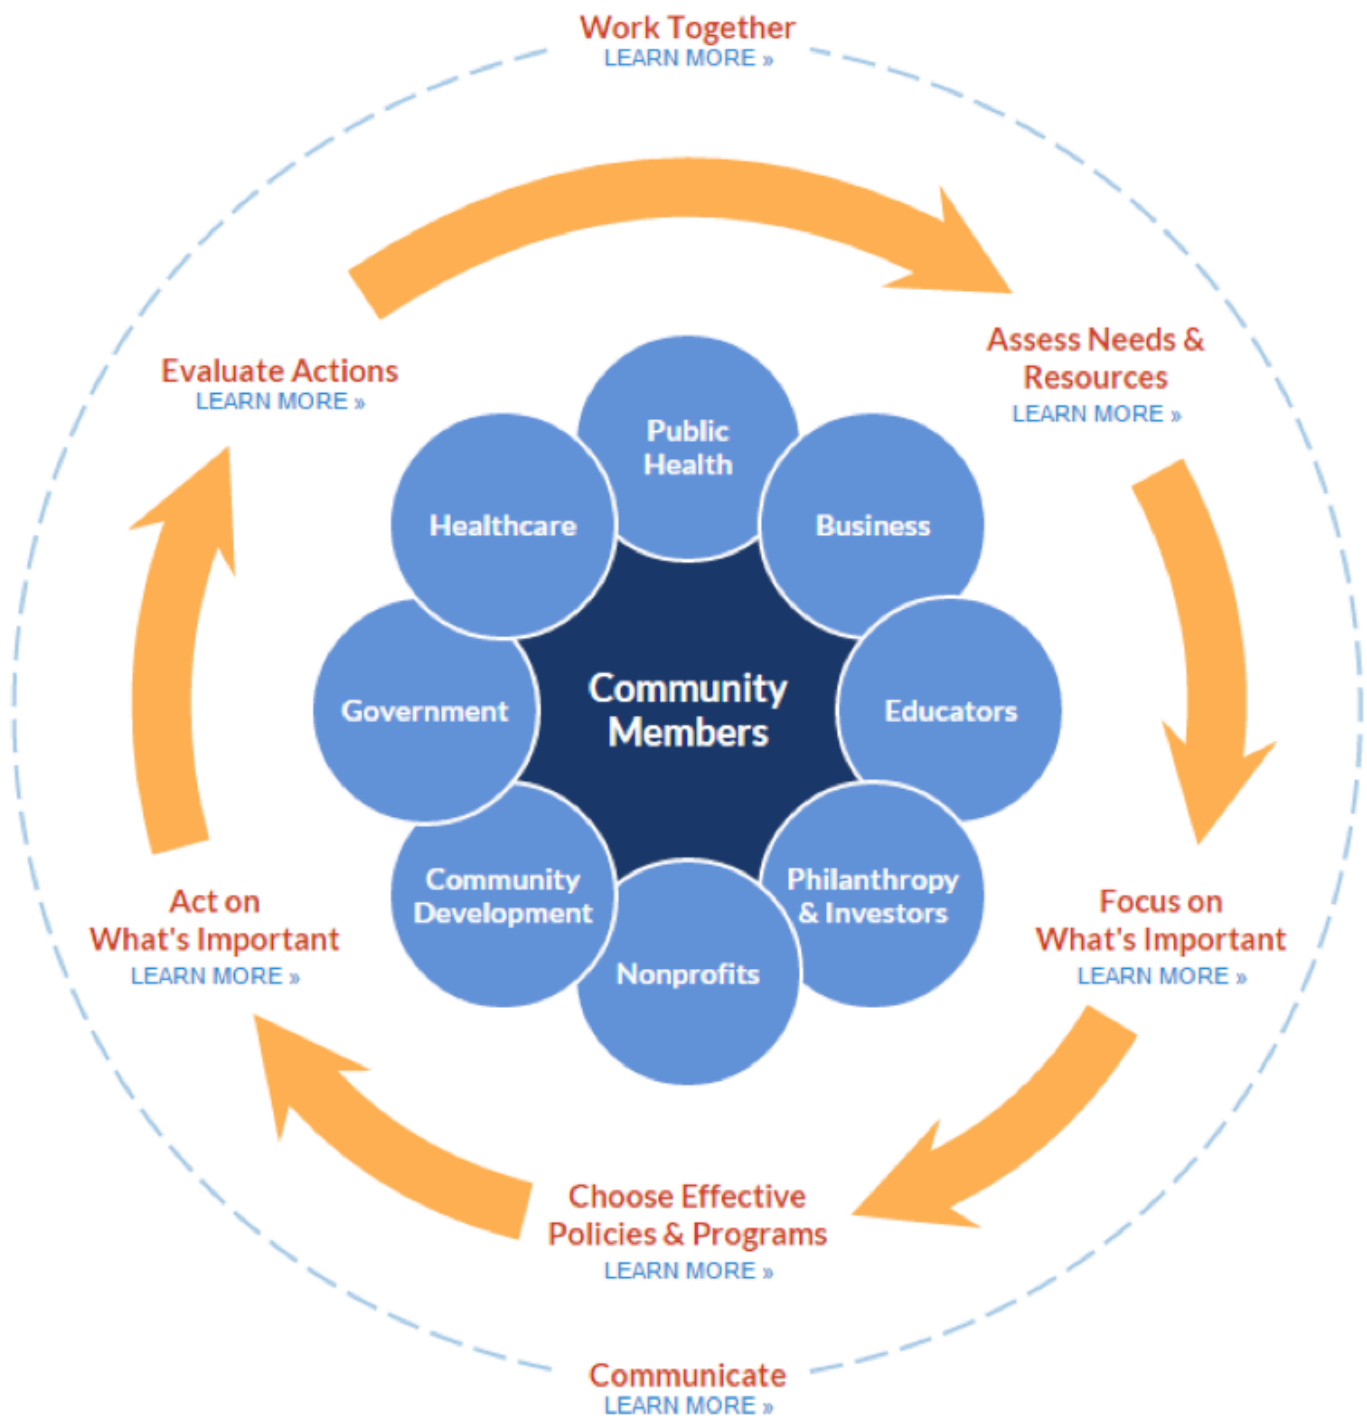 Work Together
LEARN MORE »
Evaluate Actions
LEARN MORE »
Assess Needs &
Resources
LEARN MORE »
Public
Health
Healthcare
Business
Government
Community
Members
Educators
Community
Development
Philanthropy
& Investors
Nonprofits
Act on
What's Important
LEARN MORE »
Focus on
What's Important
LEARN MORE »
Choose Effective
Policies & Programs
LEARN MORE »
Communicate
LEARN MORE »